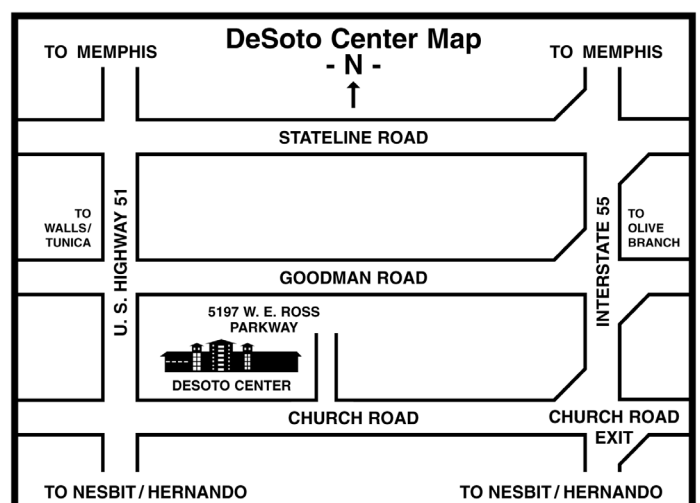 DeSoto Center Map
- N -
TO MEMPHIS
TO MEMPHIS
STATELINE ROAD
TO
WALLS/
TUNICA
U. S. HIGHWAY 51
INTERSTATE 55
TO
OLIVE
BRANCH
GOODMAN ROAD
5197 W. E. ROSS
PARKWAY
DESOTO CENTER
CHURCH ROAD
CHURCH ROAD
EXIT
TO NESBIT / HERNANDO
TO NESBIT / HERNANDO